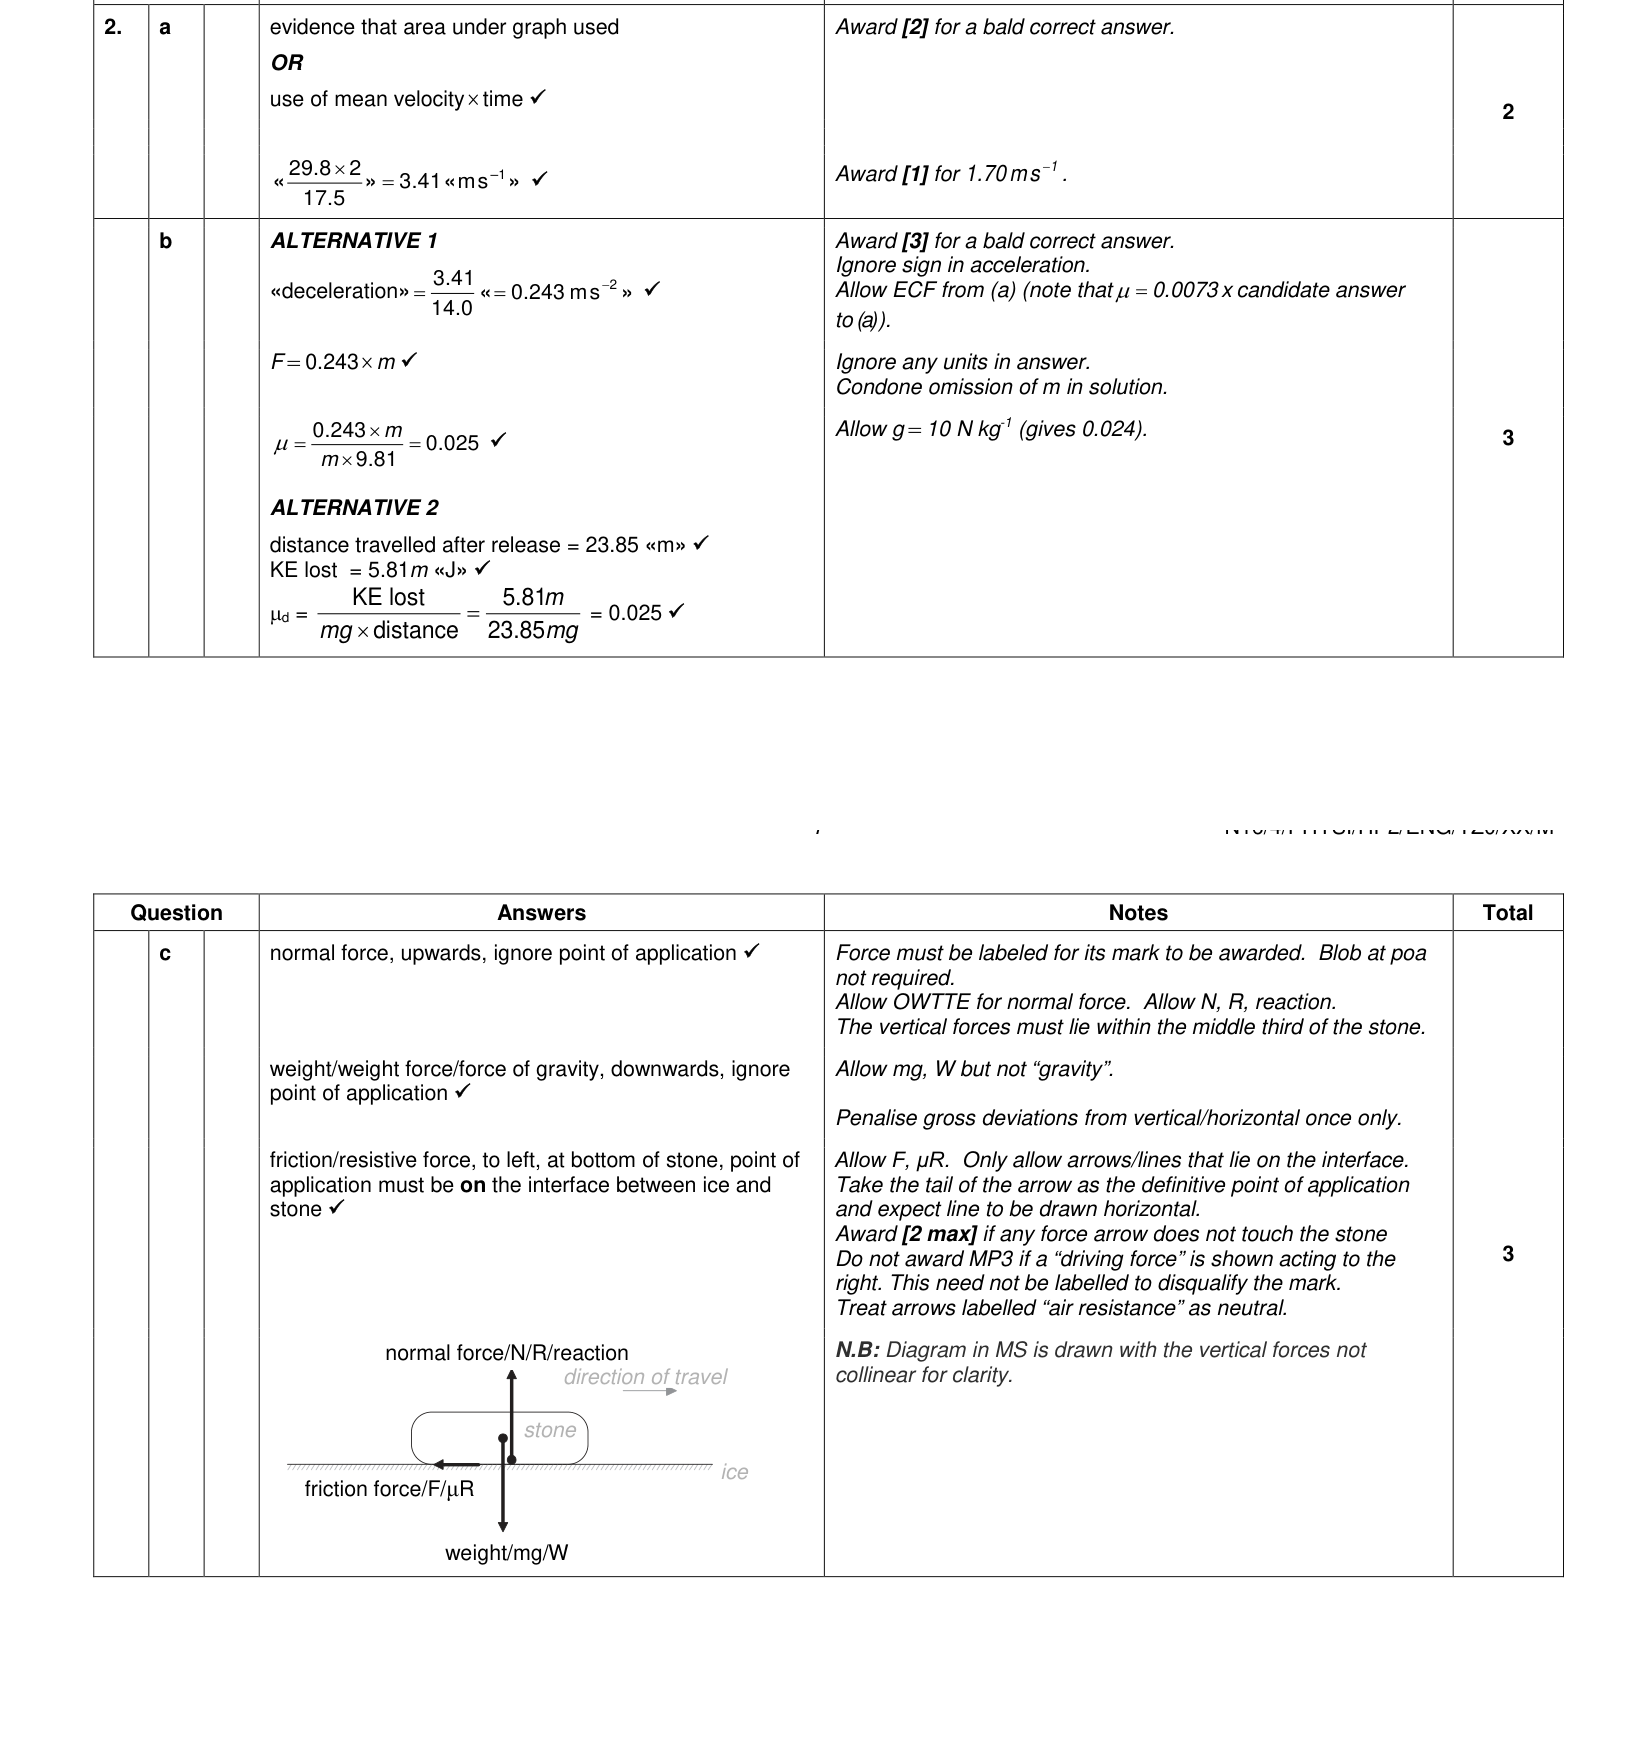 2. a evidence that area under graph used Award [2] for a bald correct answer.
OR
use of mean velocity × time ✓
2
« 29.8 × 2 / 17.5 » = 3.41 «m s⁻¹» ✓ Award [1] for 1.70 m s⁻¹ .
b ALTERNATIVE 1 Award [3] for a bald correct answer.
Ignore sign in acceleration.
«deceleration» = 3.41 / 14.0 «= 0.243 m s⁻²» ✓ Allow ECF from (a) (note that μ = 0.0073 x candidate answer
to (a)).
F = 0.243 × m ✓ Ignore any units in answer.
Condone omission of m in solution.
μ = 0.243 × m / m × 9.81 = 0.025 ✓ Allow g = 10 N kg⁻¹ (gives 0.024).
3
ALTERNATIVE 2
distance travelled after release = 23.85 «m» ✓
KE lost = 5.81m «J» ✓
μd = KE lost / mg × distance = 5.81m / 23.85mg = 0.025 ✓
Question Answers Notes Total
c normal force, upwards, ignore point of application ✓ Force must be labeled for its mark to be awarded. Blob at poa
not required.
Allow OWTTE for normal force. Allow N, R, reaction.
The vertical forces must lie within the middle third of the stone.
weight/weight force/force of gravity, downwards, ignore Allow mg, W but not “gravity”.
point of application ✓
Penalise gross deviations from vertical/horizontal once only.
friction/resistive force, to left, at bottom of stone, point of Allow F, µR. Only allow arrows/lines that lie on the interface.
application must be on the interface between ice and Take the tail of the arrow as the definitive point of application
stone ✓ and expect line to be drawn horizontal.
Award [2 max] if any force arrow does not touch the stone
3
Do not award MP3 if a “driving force” is shown acting to the
right. This need not be labelled to disqualify the mark.
Treat arrows labelled “air resistance” as neutral.
normal force/N/R/reaction N.B: Diagram in MS is drawn with the vertical forces not
direction of travel collinear for clarity.
stone
ice
friction force/F/μR
weight/mg/W